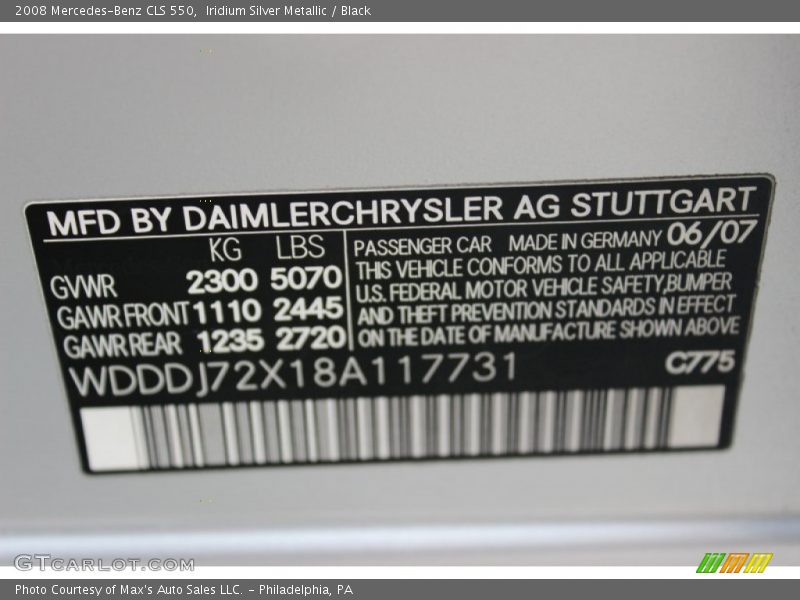 2008 Mercedes-Benz CLS 550, Iridium Silver Metallic / Black
MFD BY DAIMLERCHRYSLER AG STUTTGART
KG LBS
GVWR 2300 5070
GAWR FRONT 1110 2445
GAWR REAR 1235 2720
PASSENGER CAR MADE IN GERMANY 06/07
THIS VEHICLE CONFORMS TO ALL APPLICABLE
U.S. FEDERAL MOTOR VEHICLE SAFETY,BUMPER
AND THEFT PREVENTION STANDARDS IN EFFECT
ON THE DATE OF MANUFACTURE SHOWN ABOVE
WDDDJ72X18A117731 C775
GTCARLOT.COM
Photo Courtesy of Max's Auto Sales LLC. - Philadelphia, PA